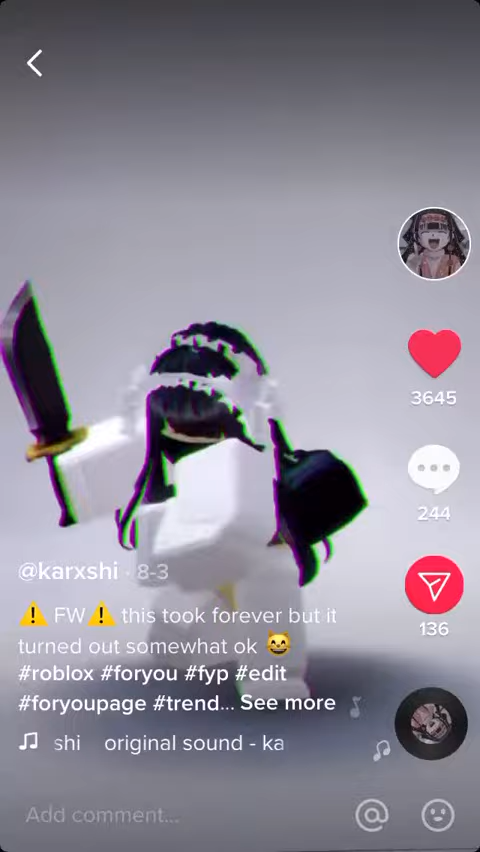 3645
244
136
@karxshi · 8-3
⚠️ FW⚠️ this took forever but it
turned out somewhat ok 😸
#roblox #foryou #fyp #edit
#foryoupage #trend... See more
shi original sound - ka
Add comment...